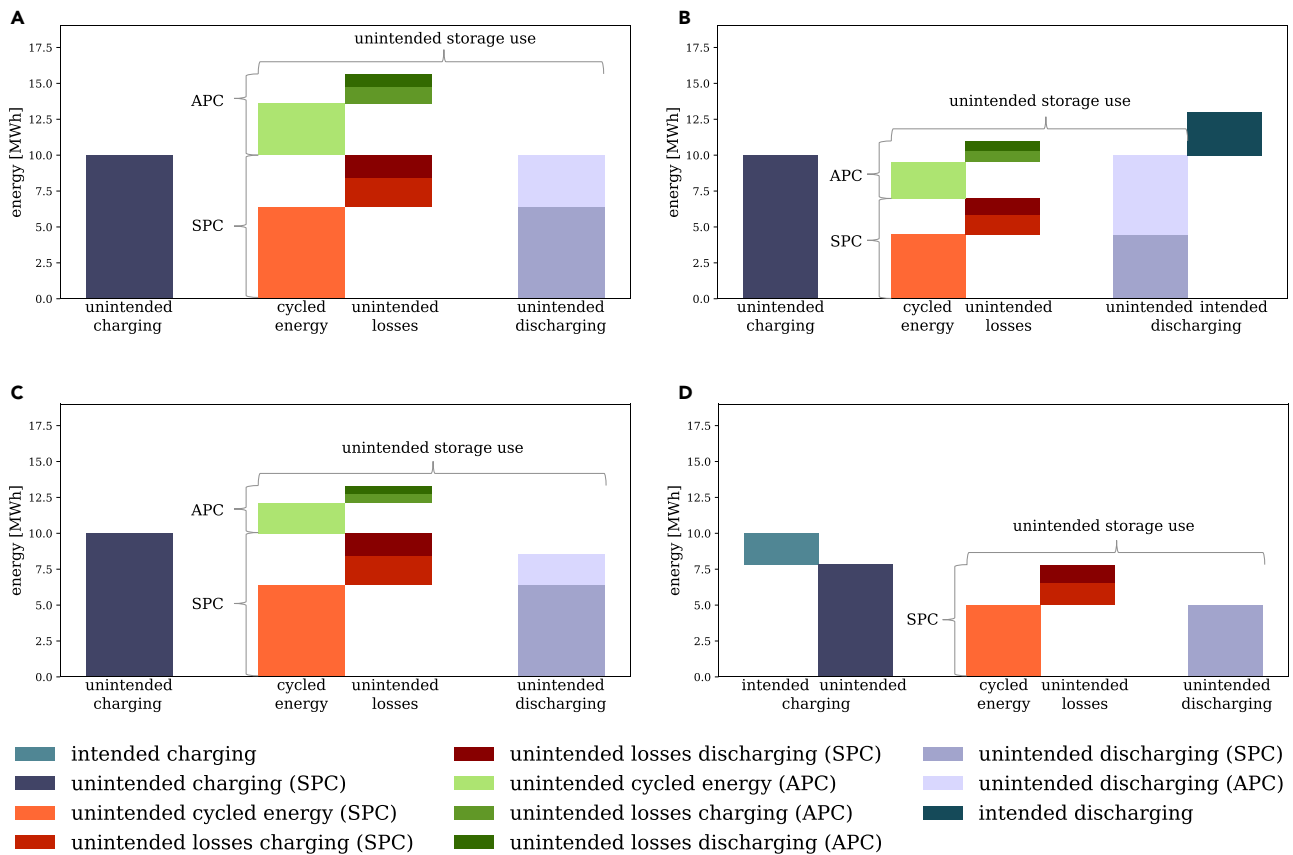 A
unintended storage use
energy [MWh]
17.5
15.0
12.5
10.0
7.5
5.0
2.5
0.0
APC
SPC
unintended
charging
cycled
energy
unintended
losses
unintended
discharging
B
unintended storage use
energy [MWh]
17.5
15.0
12.5
10.0
7.5
5.0
2.5
0.0
APC
SPC
unintended
charging
cycled
energy
unintended
losses
unintended intended
discharging
C
unintended storage use
energy [MWh]
17.5
15.0
12.5
10.0
7.5
5.0
2.5
0.0
APC
SPC
unintended
charging
cycled
energy
unintended
losses
unintended
discharging
D
unintended storage use
energy [MWh]
17.5
15.0
12.5
10.0
7.5
5.0
2.5
0.0
SPC
intended unintended
charging
cycled
energy
unintended
losses
unintended
discharging
intended charging
unintended charging (SPC)
unintended cycled energy (SPC)
unintended losses charging (SPC)
unintended losses discharging (SPC)
unintended cycled energy (APC)
unintended losses charging (APC)
unintended losses discharging (APC)
unintended discharging (SPC)
unintended discharging (APC)
intended discharging